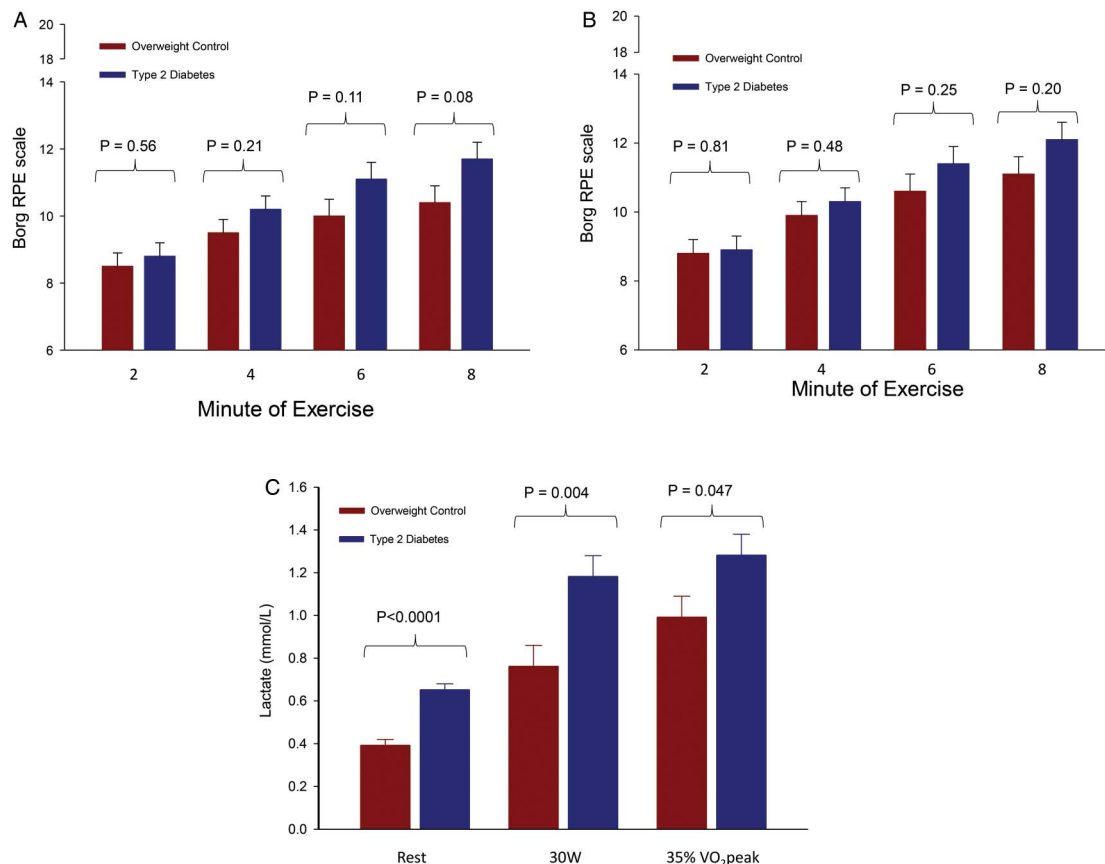 A
20
18
Overweight Control
Type 2 Diabetes
14
12
10
8
6
Borg RPE scale
P = 0.56
P = 0.21
P = 0.11
P = 0.08
2
4
6
8
Minute of Exercise
B
20
18
Overweight Control
Type 2 Diabetes
14
12
10
8
6
Borg RPE scale
P = 0.81
P = 0.48
P = 0.25
P = 0.20
2
4
6
8
Minute of Exercise
C
1.6
1.4
1.2
1.0
0.8
0.6
0.4
0.2
0.0
Lactate (mmol/L)
Overweight Control
Type 2 Diabetes
P<0.0001
P = 0.004
P = 0.047
Rest
30W
35% VO₂peak